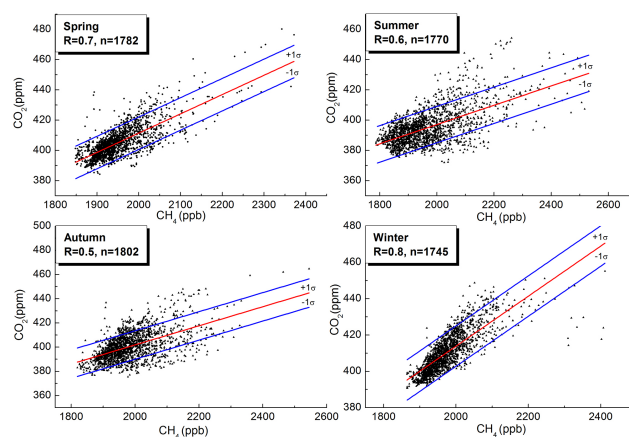 Spring
R=0.7, n=1782
+1σ
-1σ
CO2(ppm)
480
460
440
420
400
380
1900 2000 2100 2200 2300 2400
CH4 (ppb)
Summer
R=0.6, n=1770
+1σ
-1σ
CO2(ppm)
460
440
420
400
380
360
1800 2000 2200 2400 2600
CH4 (ppb)
Autumn
R=0.5, n=1802
+1σ
-1σ
CO2(ppm)
500
480
460
440
420
400
380
360
1800 2000 2200 2400 2600
CH4 (ppb)
Winter
R=0.8, n=1745
+1σ
-1σ
CO2(ppm)
480
460
440
420
400
380
1800 2000 2200 2400
CH4 (ppb)